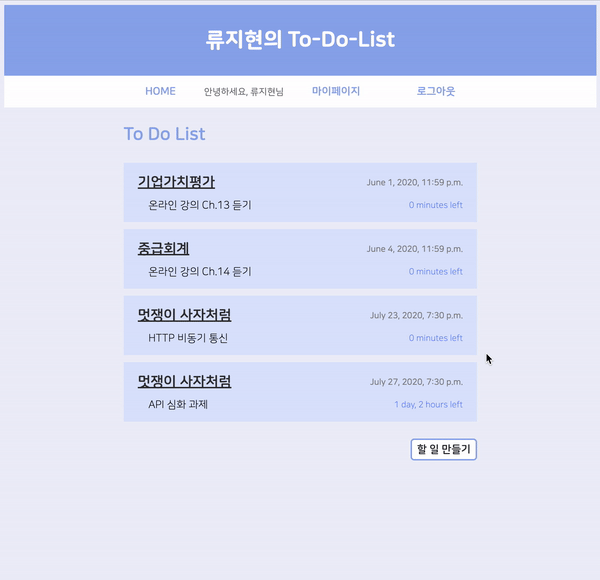 류지현의 To-Do-List
HOME 안녕하세요, 류지현님 마이페이지 로그아웃
To Do List
기업가치평가 June 1, 2020, 11:59 p.m.
온라인 강의 Ch.13 듣기 0 minutes left
중급회계 June 4, 2020, 11:59 p.m.
온라인 강의 Ch.14 듣기 0 minutes left
멋쟁이 사자처럼 July 23, 2020, 7:30 p.m.
HTTP 비동기 통신 0 minutes left
멋쟁이 사자처럼 July 27, 2020, 7:30 p.m.
API 심화 과제 1 day, 2 hours left
할 일 만들기